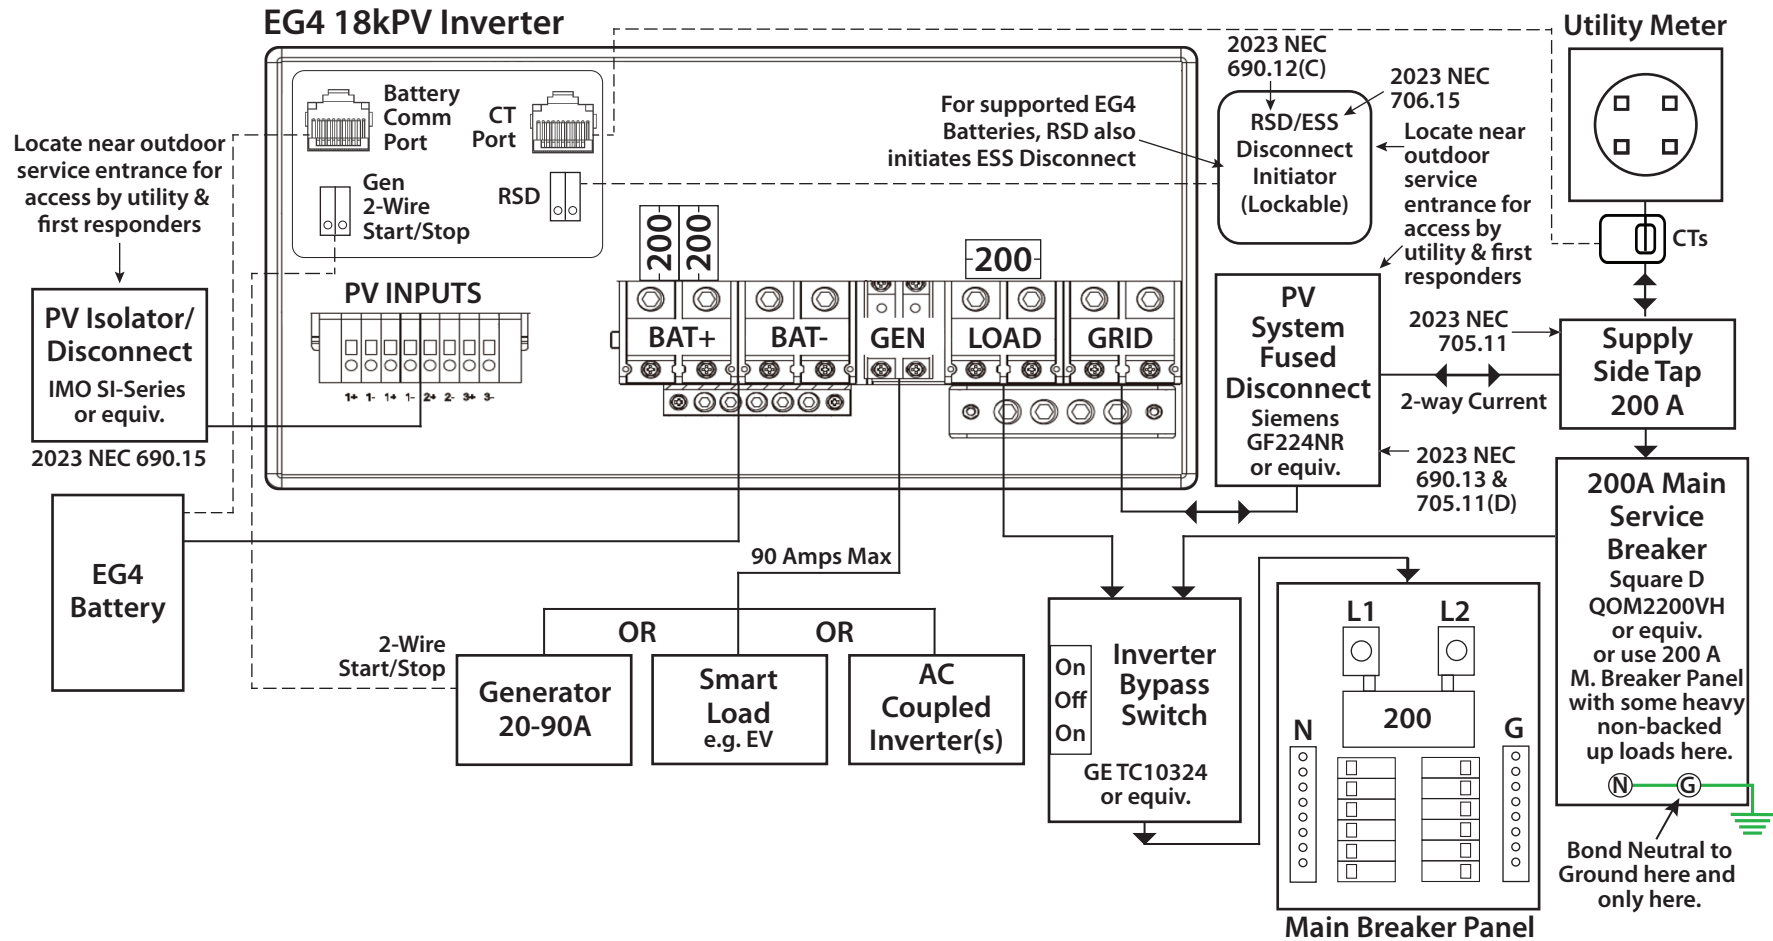 EG4 18kPV Inverter
Utility Meter
Battery
Comm
Port
CT
Port
Gen
2-Wire
Start/Stop
RSD
Locate near outdoor
service entrance for
access by utility &
first responders
PV Isolator/
Disconnect
IMO SI-Series
or equiv.
2023 NEC 690.15
PV INPUTS
1+ 1- 1+ 1- 2+ 2- 3+ 3-
200
200
200
BAT+
BAT-
GEN
LOAD
GRID
For supported EG4
Batteries, RSD also
initiates ESS Disconnect
2023 NEC
690.12(C)
2023 NEC
706.15
RSD/ESS
Disconnect
Initiator
(Lockable)
Locate near
outdoor
service
entrance for
access by
utility & first
responders
CTs
PV
System
Fused
Disconnect
Siemens
GF224NR
or equiv.
2023 NEC
705.11
2-way Current
2023 NEC
690.13 &
705.11(D)
Supply
Side Tap
200 A
200A Main
Service
Breaker
Square D
QOM2200VH
or equiv.
or use 200 A
M. Breaker Panel
with some heavy
non-backed
up loads here.
N
G
Bond Neutral to
Ground here and
only here.
EG4
Battery
90 Amps Max
2-Wire
Start/Stop
OR
OR
Generator
20-90A
Smart
Load
e.g. EV
AC
Coupled
Inverter(s)
On
Off
On
Inverter
Bypass
Switch
GE TC10324
or equiv.
L1
L2
200
N
G
Main Breaker Panel